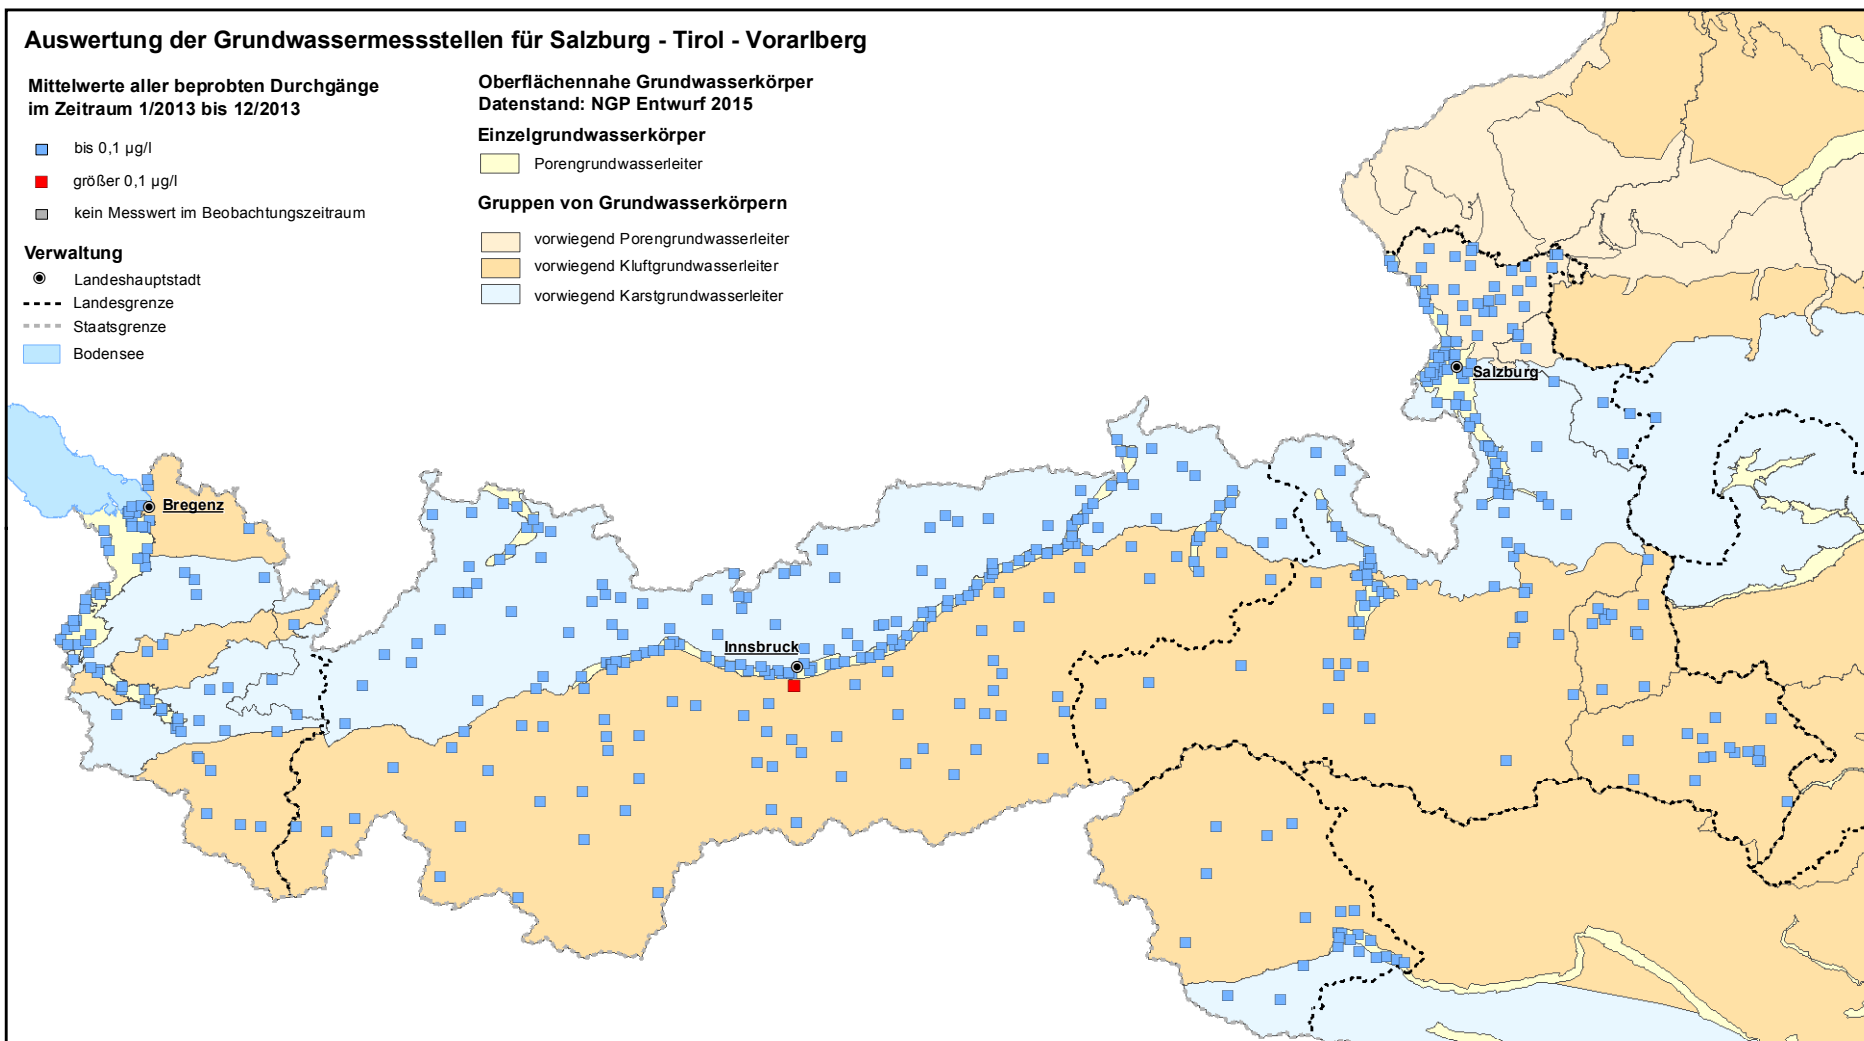 Auswertung der Grundwassermessstellen für Salzburg - Tirol - Vorarlberg
Mittelwerte aller beprobten Durchgänge
im Zeitraum 1/2013 bis 12/2013
bis 0,1 µg/l
größer 0,1 µg/l
kein Messwert im Beobachtungszeitraum
Verwaltung
Landeshauptstadt
Landesgrenze
Staatsgrenze
Bodensee
Oberflächennahe Grundwasserkörper
Datenstand: NGP Entwurf 2015
Einzelgrundwasserkörper
Porengrundwasserleiter
Gruppen von Grundwasserkörpern
vorwiegend Porengrundwasserleiter
vorwiegend Kluftgrundwasserleiter
vorwiegend Karstgrundwasserleiter
Salzburg
Bregenz
Innsbruck